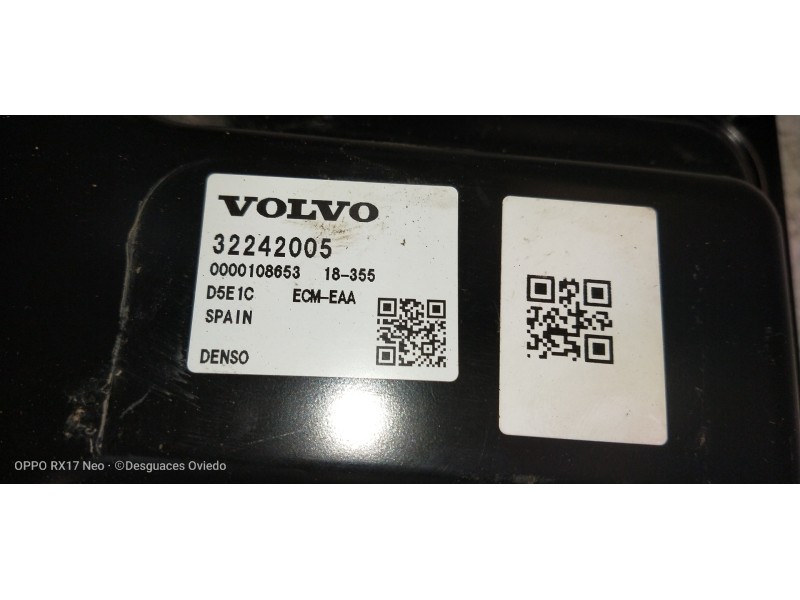 VOLVO
32242005
0000108653 18-355
D5E1C ECM-EAA
SPAIN
DENSO
OPPO RX17 Neo · ©Desguaces Oviedo